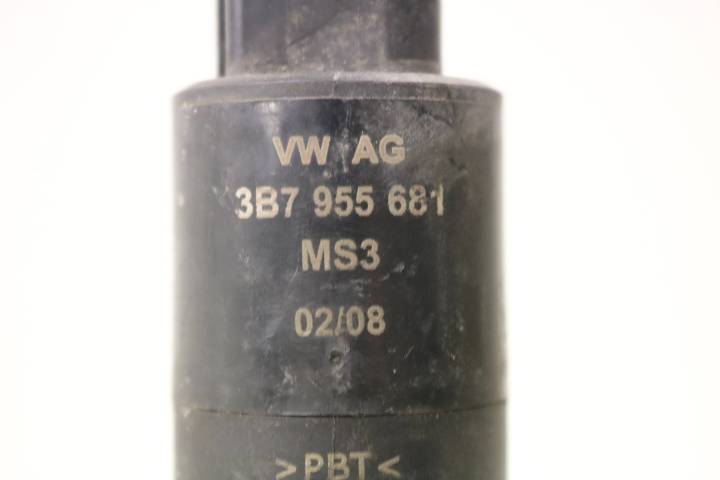 VW AG
3B7 955 681
MS3
02/08
>PBT<